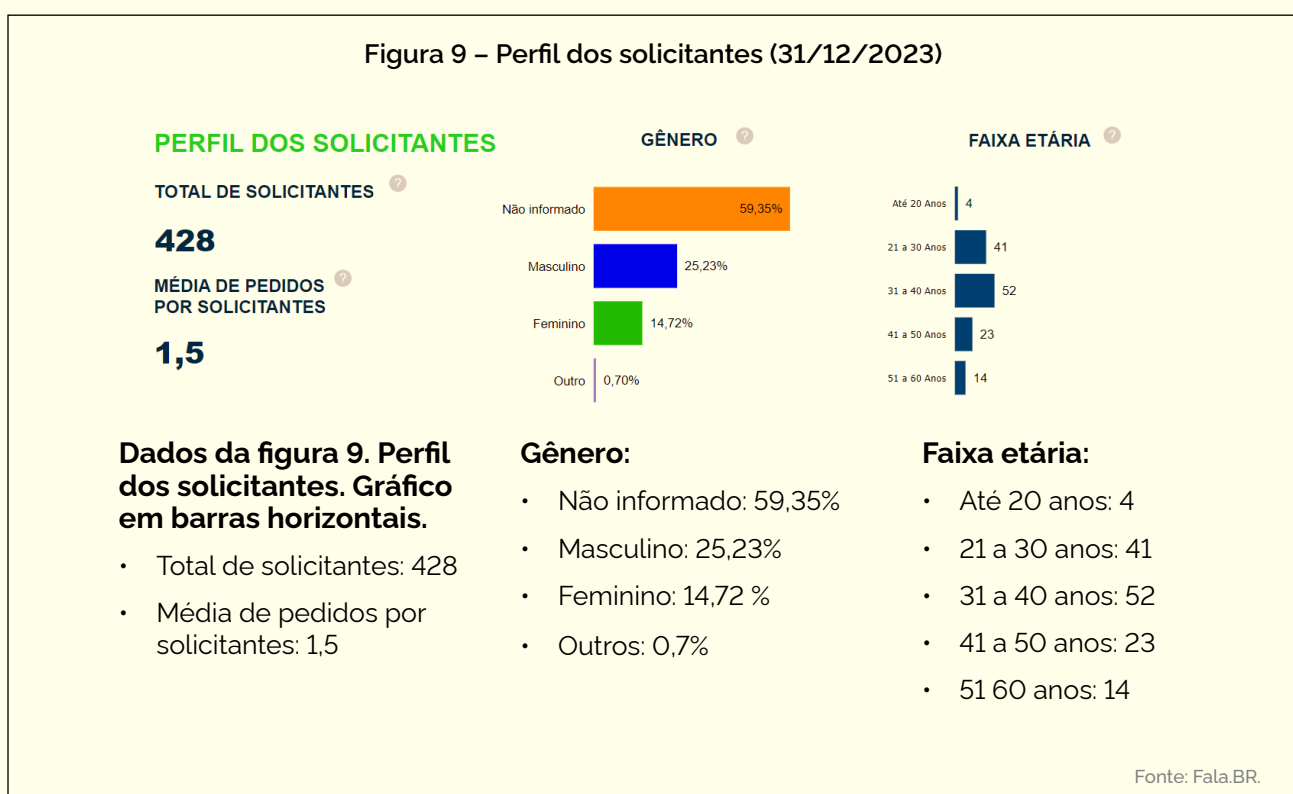 Figura 9 – Perfil dos solicitantes (31/12/2023)
PERFIL DOS SOLICITANTES
TOTAL DE SOLICITANTES ?
428
MÉDIA DE PEDIDOS ?
POR SOLICITANTES
1,5
GÊNERO ?
Não informado 59,35%
Masculino 25,23%
Feminino 14,72%
Outro 0,70%
FAIXA ETÁRIA ?
Até 20 Anos 4
21 a 30 Anos 41
31 a 40 Anos 52
41 a 50 Anos 23
51 a 60 Anos 14
Dados da figura 9. Perfil
dos solicitantes. Gráfico
em barras horizontais.
• Total de solicitantes: 428
• Média de pedidos por
solicitantes: 1,5
Gênero:
• Não informado: 59,35%
• Masculino: 25,23%
• Feminino: 14,72 %
• Outros: 0,7%
Faixa etária:
• Até 20 anos: 4
• 21 a 30 anos: 41
• 31 a 40 anos: 52
• 41 a 50 anos: 23
• 51 60 anos: 14
Fonte: Fala.BR.